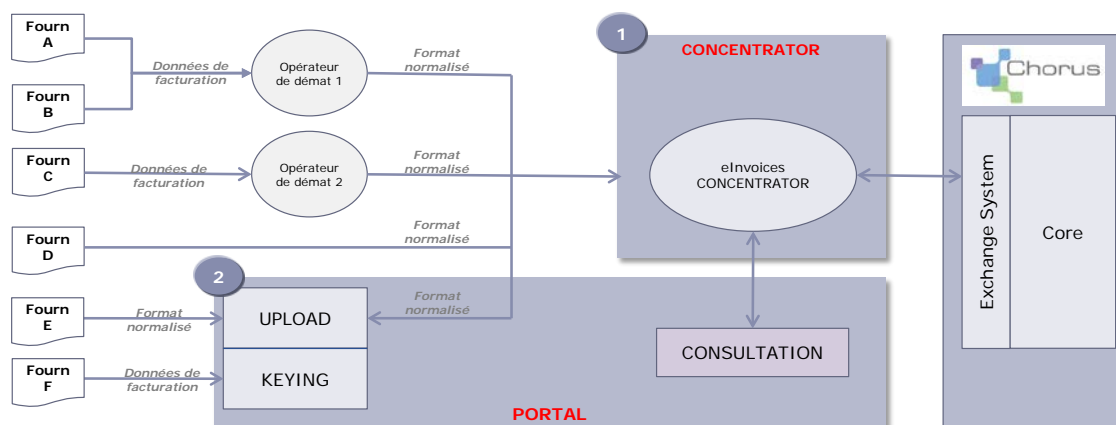 Fourn
A
Fourn
B
Données de
facturation
Opérateur
de démat 1
Format
normalisé
Fourn
C
Données de
facturation
Opérateur
de démat 2
Format
normalisé
Fourn
D
Format
normalisé
1
CONCENTRATOR
eInvoices
CONCENTRATOR
Chorus
Exchange System
Core
2
Fourn
E
Format
normalisé
UPLOAD
Format
normalisé
Fourn
F
Données de
facturation
KEYING
CONSULTATION
PORTAL